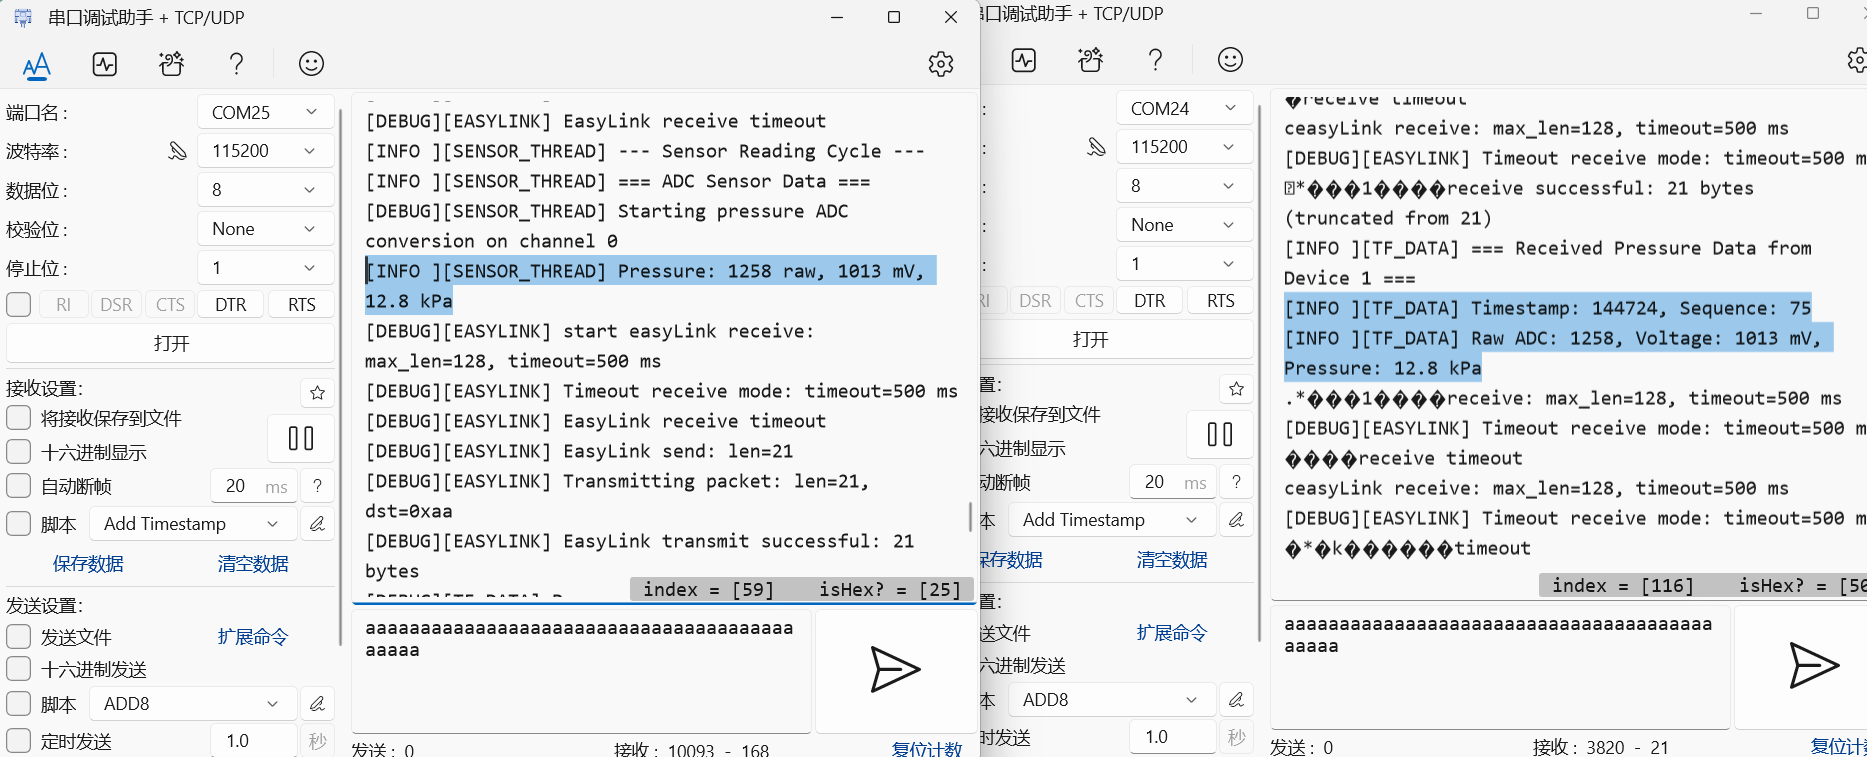 串口调试助手 + TCP/UDP
端口名 :
COM25
波特率 :
115200
数据位 :
8
校验位 :
None
停止位 :
1
RI DSR CTS DTR RTS
打开
接收设置:
将接收保存到文件
十六进制显示
自动断帧
20 ms ?
脚本 Add Timestamp
保存数据 清空数据
发送设置:
发送文件 扩展命令
十六进制发送
脚本 ADD8
定时发送 1.0 秒
[DEBUG][EASYLINK] EasyLink receive timeout
[INFO ][SENSOR_THREAD] --- Sensor Reading Cycle ---
[INFO ][SENSOR_THREAD] === ADC Sensor Data ===
[DEBUG][SENSOR_THREAD] Starting pressure ADC
conversion on channel 0
[INFO ][SENSOR_THREAD] Pressure: 1258 raw, 1013 mV,
12.8 kPa
[DEBUG][EASYLINK] start easyLink receive:
max_len=128, timeout=500 ms
[DEBUG][EASYLINK] Timeout receive mode: timeout=500 ms
[DEBUG][EASYLINK] EasyLink receive timeout
[DEBUG][EASYLINK] EasyLink send: len=21
[DEBUG][EASYLINK] Transmitting packet: len=21,
dst=0xaa
[DEBUG][EASYLINK] EasyLink transmit successful: 21
bytes
index = [59] isHex? = [25]
aaaaaaaaaaaaaaaaaaaaaaaaaaaaaaaaaaaaaaa
aaaaa
发送 : 0 接收 : 10093 - 168 复位计数
串口调试助手 + TCP/UDP
:
COM24
:
115200
:
8
:
None
:
1
RI DSR CTS DTR RTS
打开
置:
接收保存到文件
六进制显示
动断帧
20 ms ?
本 Add Timestamp
保存数据 清空数据
置:
送文件 扩展命令
六进制发送
本 ADD8
时发送 1.0 秒
�receive timeout
ceasyLink receive: max_len=128, timeout=500 ms
[DEBUG][EASYLINK] Timeout receive mode: timeout=500 m
*���1����receive successful: 21 bytes
(truncated from 21)
[INFO ][TF_DATA] === Received Pressure Data from
Device 1 ===
[INFO ][TF_DATA] Timestamp: 144724, Sequence: 75
[INFO ][TF_DATA] Raw ADC: 1258, Voltage: 1013 mV,
Pressure: 12.8 kPa
.*���1����receive: max_len=128, timeout=500 ms
[DEBUG][EASYLINK] Timeout receive mode: timeout=500 m
����receive timeout
ceasyLink receive: max_len=128, timeout=500 ms
[DEBUG][EASYLINK] Timeout receive mode: timeout=500 m
�*�k������timeout
index = [116] isHex? = [50
aaaaaaaaaaaaaaaaaaaaaaaaaaaaaaaaaaaaaaa
aaaaa
发送 : 0 接收 : 3820 - 21 复位计数